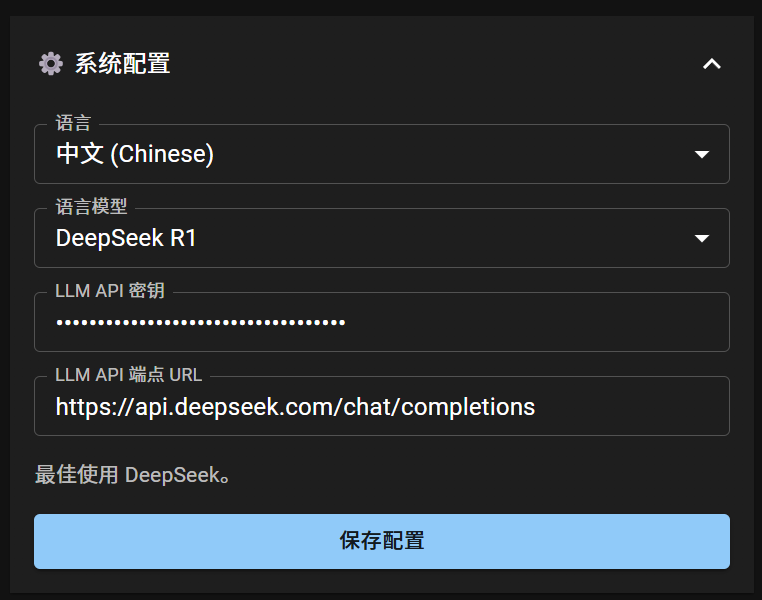 系统配置
语言
中文 (Chinese)
语言模型
DeepSeek R1
LLM API 密钥
••••••••••••••••••••••••••••••••••
LLM API 端点 URL
https://api.deepseek.com/chat/completions
最佳使用 DeepSeek。
保存配置